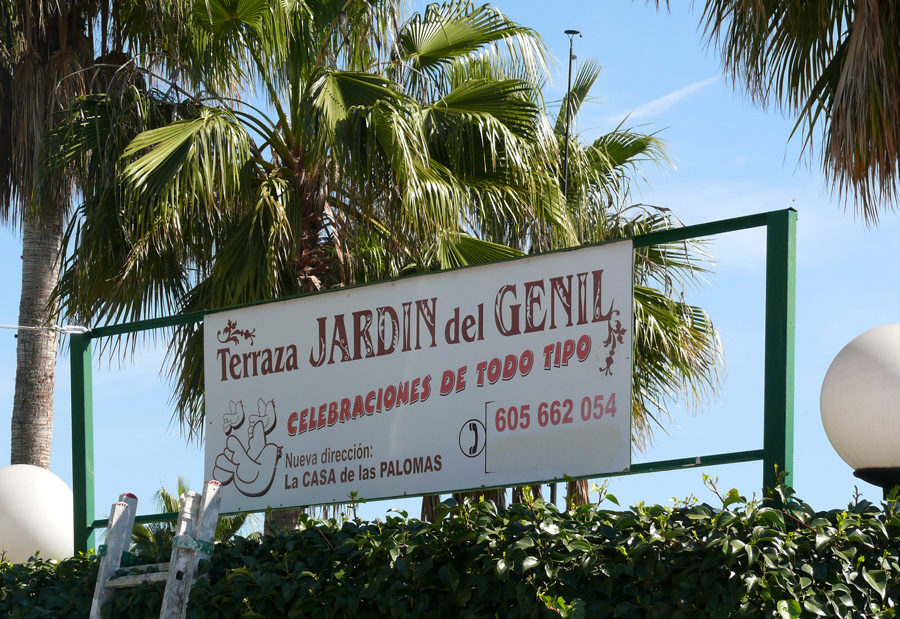 Terraza JARDIN del GENIL
CELEBRACIONES DE TODO TIPO
605 662 054
Nueva dirección:
La CASA de las PALOMAS